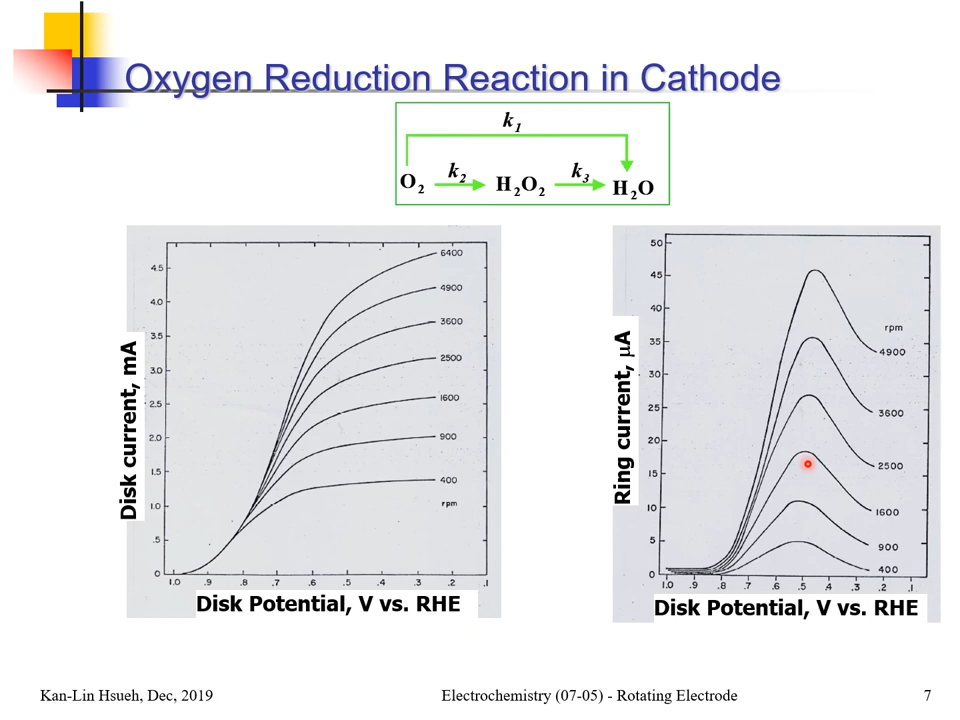 Oxygen Reduction Reaction in Cathode
k1
O2 k2 H2O2 k3 H2O
Disk current, mA
4.5
4.0
3.5
3.0
2.5
2.0
1.5
1.0
.5
0
6400
4900
3600
2500
1600
900
400
rpm
1.0 .9 .8 .7 .6 .5 .4 .3 .2 .1
Disk Potential, V vs. RHE
Ring current, μA
50
45
40
35
30
25
20
15
10
5
0
rpm
4900
3600
2500
1600
900
400
1.0 .9 .8 .7 .6 .5 .4 .3 .2 .1
Disk Potential, V vs. RHE
Kan-Lin Hsueh, Dec, 2019
Electrochemistry (07-05) - Rotating Electrode
7